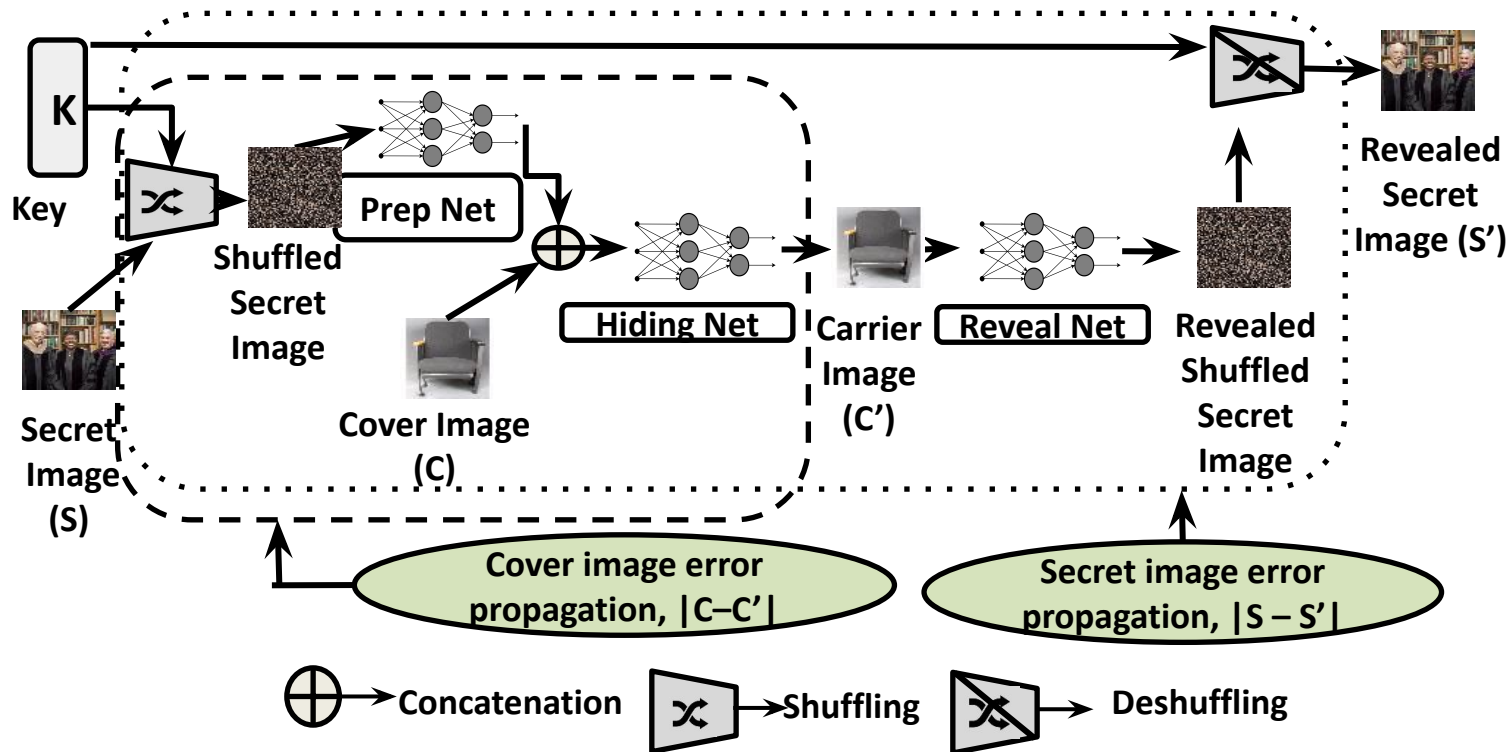 K
Key
Secret
Image
(S)
Shuffled
Secret
Image
Prep Net
Cover Image
(C)
Hiding Net
Carrier
Image
(C’)
Reveal Net
Revealed
Shuffled
Secret
Image
Revealed
Secret
Image (S’)
Cover image error
propagation, |C–C’|
Secret image error
propagation, |S – S’|
Concatenation
Shuffling
Deshuffling